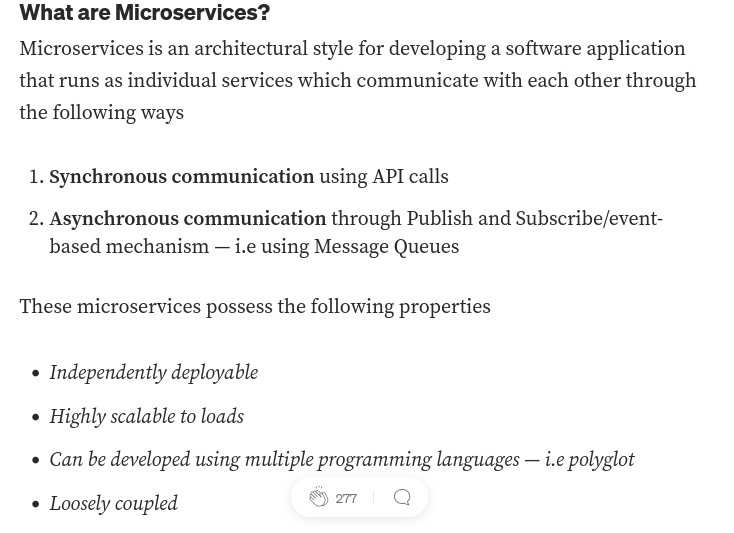 What are Microservices?
Microservices is an architectural style for developing a software application
that runs as individual services which communicate with each other through
the following ways
1. Synchronous communication using API calls
2. Asynchronous communication through Publish and Subscribe/event-
based mechanism — i.e using Message Queues
These microservices possess the following properties
• Independently deployable
• Highly scalable to loads
• Can be developed using multiple programming languages — i.e polyglot
• Loosely coupled
277